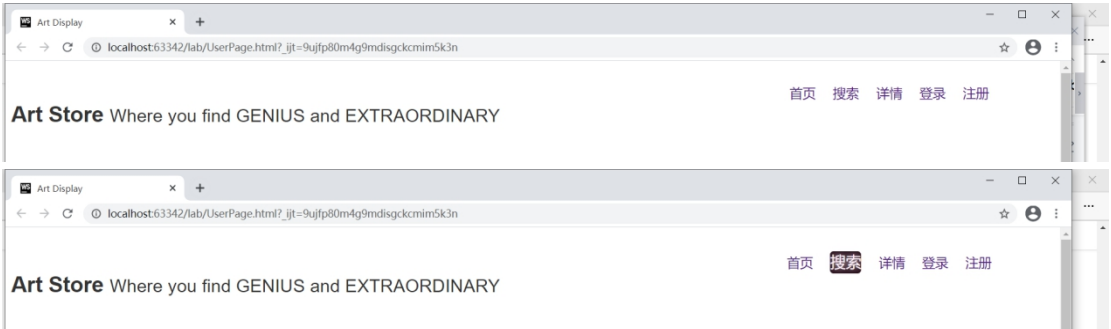 Art Display
localhost:63342/lab/UserPage.html?_ijt=9ujfp80m4g9mdisgckcmim5k3n
首页 搜索 详情 登录 注册
Art Store Where you find GENIUS and EXTRAORDINARY
Art Display
localhost:63342/lab/UserPage.html?_ijt=9ujfp80m4g9mdisgckcmim5k3n
首页 搜索 详情 登录 注册
Art Store Where you find GENIUS and EXTRAORDINARY